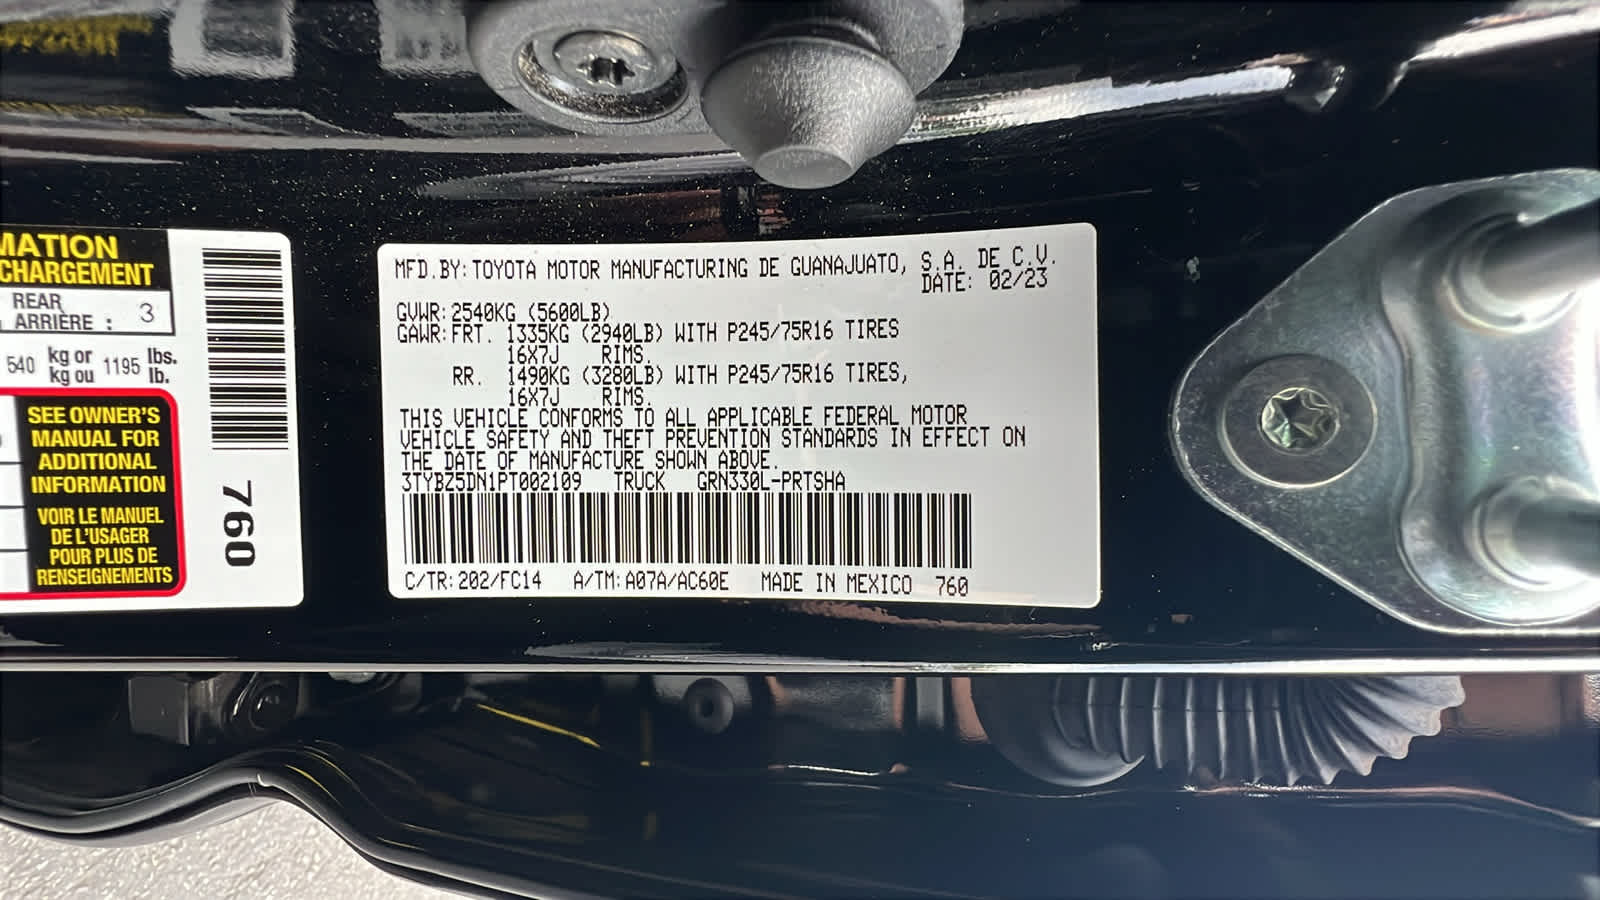 MATION
CHARGEMENT
REAR
ARRIÈRE : 3
540 kg or 1195 lbs.
kg ou lb.
SEE OWNER'S
MANUAL FOR
ADDITIONAL
INFORMATION
VOIR LE MANUEL
DE L'USAGER
POUR PLUS DE
RENSEIGNEMENTS
760
MFD.BY: TOYOTA MOTOR MANUFACTURING DE GUANAJUATO, S.A. DE C.V.
DATE: 02/23
GVWR: 2540KG (5600LB)
GAWR: FRT. 1335KG (2940LB) WITH P245/75R16 TIRES
16X7J RIMS.
RR. 1490KG (3280LB) WITH P245/75R16 TIRES,
16X7J RIMS.
THIS VEHICLE CONFORMS TO ALL APPLICABLE FEDERAL MOTOR
VEHICLE SAFETY AND THEFT PREVENTION STANDARDS IN EFFECT ON
THE DATE OF MANUFACTURE SHOWN ABOVE.
3TYBZ5DN1PT002109 TRUCK GRN330L-PRTSHA
C/TR: 202/FC14 A/TM: A07A/AC60E MADE IN MEXICO 760